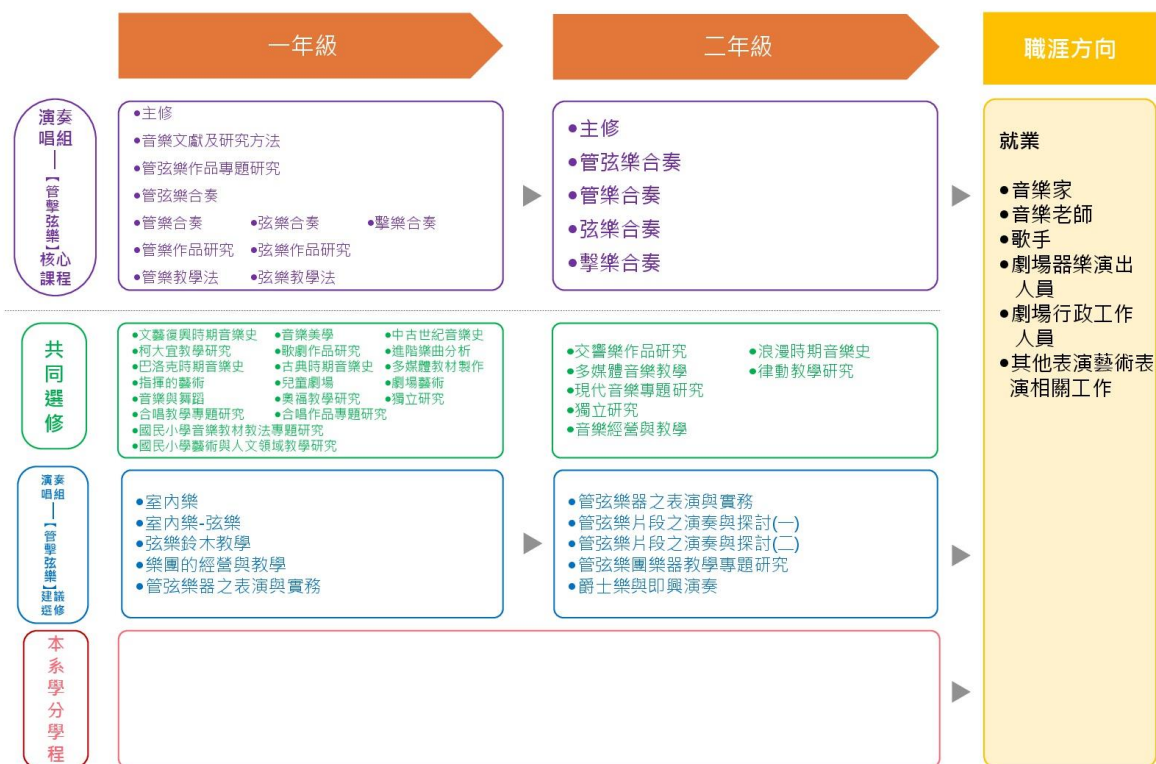 一年級
二年級
職涯方向
演奏
唱組
—
【管擊弦樂】
核心
課程
●主修
●音樂文獻及研究方法
●管弦樂作品專題研究
●管弦樂合奏
●管樂合奏 ●弦樂合奏 ●擊樂合奏
●管樂作品研究 ●弦樂作品研究
●管樂教學法 ●弦樂教學法
●主修
●管弦樂合奏
●管樂合奏
●弦樂合奏
●擊樂合奏
就業
●音樂家
●音樂老師
●歌手
●劇場器樂演出
人員
●劇場行政工作
人員
●其他表演藝術表
演相關工作
共同選修
●文藝復興時期音樂史 ●音樂美學 ●中古世紀音樂史
●柯大宜教學研究 ●歌劇作品研究 ●進階樂曲分析
●巴洛克時期音樂史 ●古典時期音樂史 ●多媒體教材製作
●指揮的藝術 ●兒童劇場 ●劇場藝術
●音樂與舞蹈 ●奧福教學研究 ●獨立研究
●合唱教學專題研究 ●合唱作品專題研究
●國民小學音樂教材教法專題研究
●國民小學藝術與人文領域教學研究
●交響樂作品研究 ●浪漫時期音樂史
●多媒體音樂教學 ●律動教學研究
●現代音樂專題研究
●獨立研究
●音樂經營與教學
演奏
唱組
—
【管擊弦樂】
建議
逛修
●室內樂
●室內樂-弦樂
●弦樂鈴木教學
●樂團的經營與教學
●管弦樂器之表演與實務
●管弦樂器之表演與實務
●管弦樂片段之演奏與探討(一)
●管弦樂片段之演奏與探討(二)
●管弦樂團樂器教學專題研究
●爵士樂與即興演奏
本系學分學程